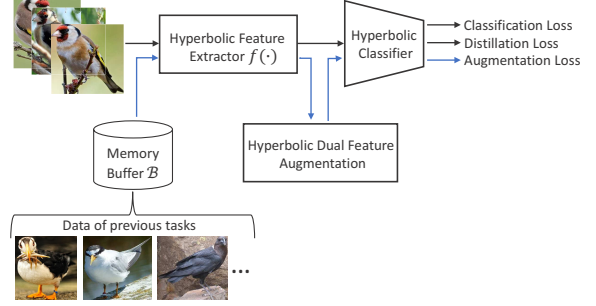 Hyperbolic Feature
Extractor f(·)
Hyperbolic
Classifier
Classification Loss
Distillation Loss
Augmentation Loss
Memory
Buffer ℬ
Hyperbolic Dual Feature
Augmentation
Data of previous tasks
...